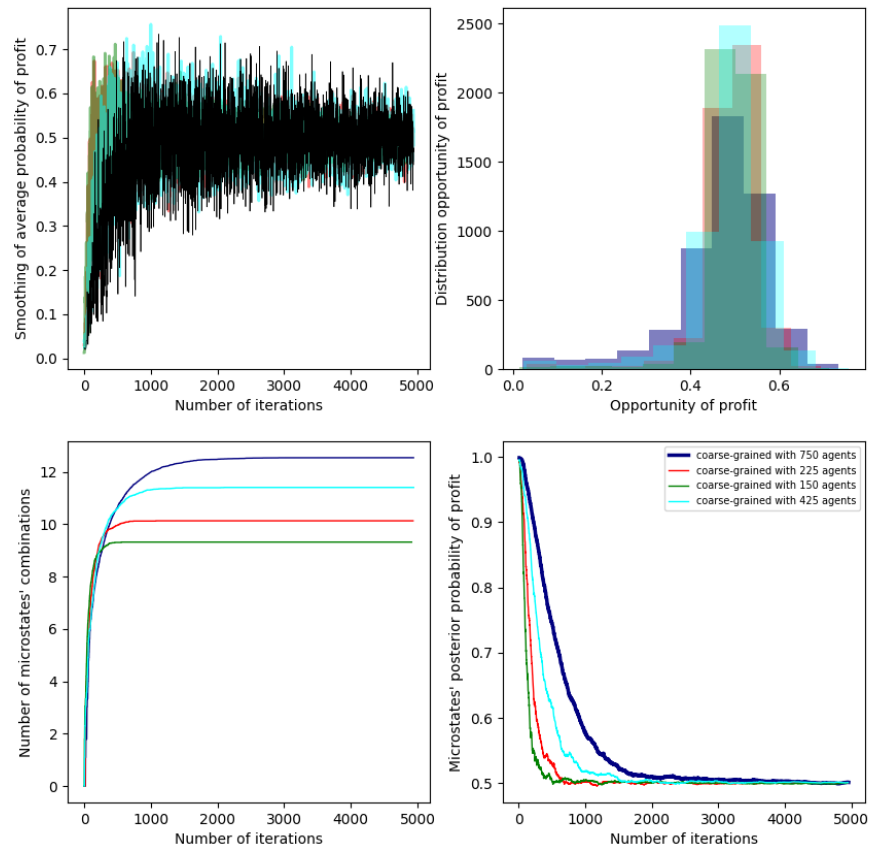 Smoothing of average probability of profit
0.7
0.6
0.5
0.4
0.3
0.2
0.1
0.0
0 1000 2000 3000 4000 5000
Number of iterations
Distribution opportunity of profit
2500
2000
1500
1000
500
0
0.0 0.2 0.4 0.6
Opportunity of profit
Number of microstates' combinations
12
10
8
6
4
2
0
0 1000 2000 3000 4000 5000
Number of iterations
Microstates' posterior probability of profit
1.0
0.9
0.8
0.7
0.6
0.5
coarse-grained with 750 agents
coarse-grained with 225 agents
coarse-grained with 150 agents
coarse-grained with 425 agents
0 1000 2000 3000 4000 5000
Number of iterations